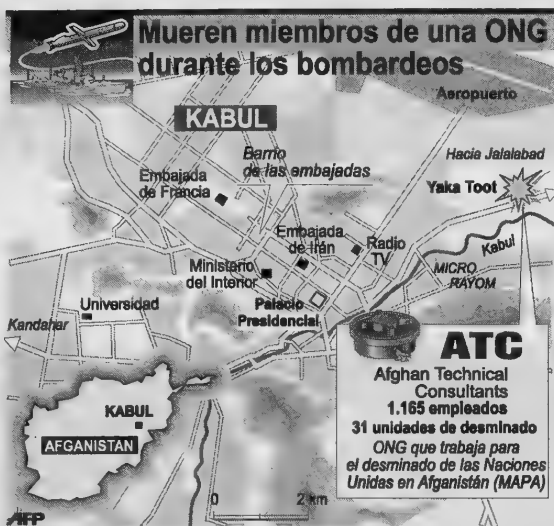 Mueren miembros de una ONG
durante los bombardeos
Aeropuerto
KABUL
Barrio
de las embajadas
Hacia Jalalabad
Embajada
de Francia
Yaka Toot
Embajada
de Irán
Radio
TV
Kabul
Ministerio
del Interior
MICRO
RAYOM
Universidad
Palacio
Presidencial
Kandahar
ATC
Afghan Technical
Consultants
1.165 empleados
31 unidades de desminado
ONG que trabaja para
el desminado de las Naciones
Unidas en Afganistán (MAPA)
KABUL
AFGANISTAN
0 2 km
AFP